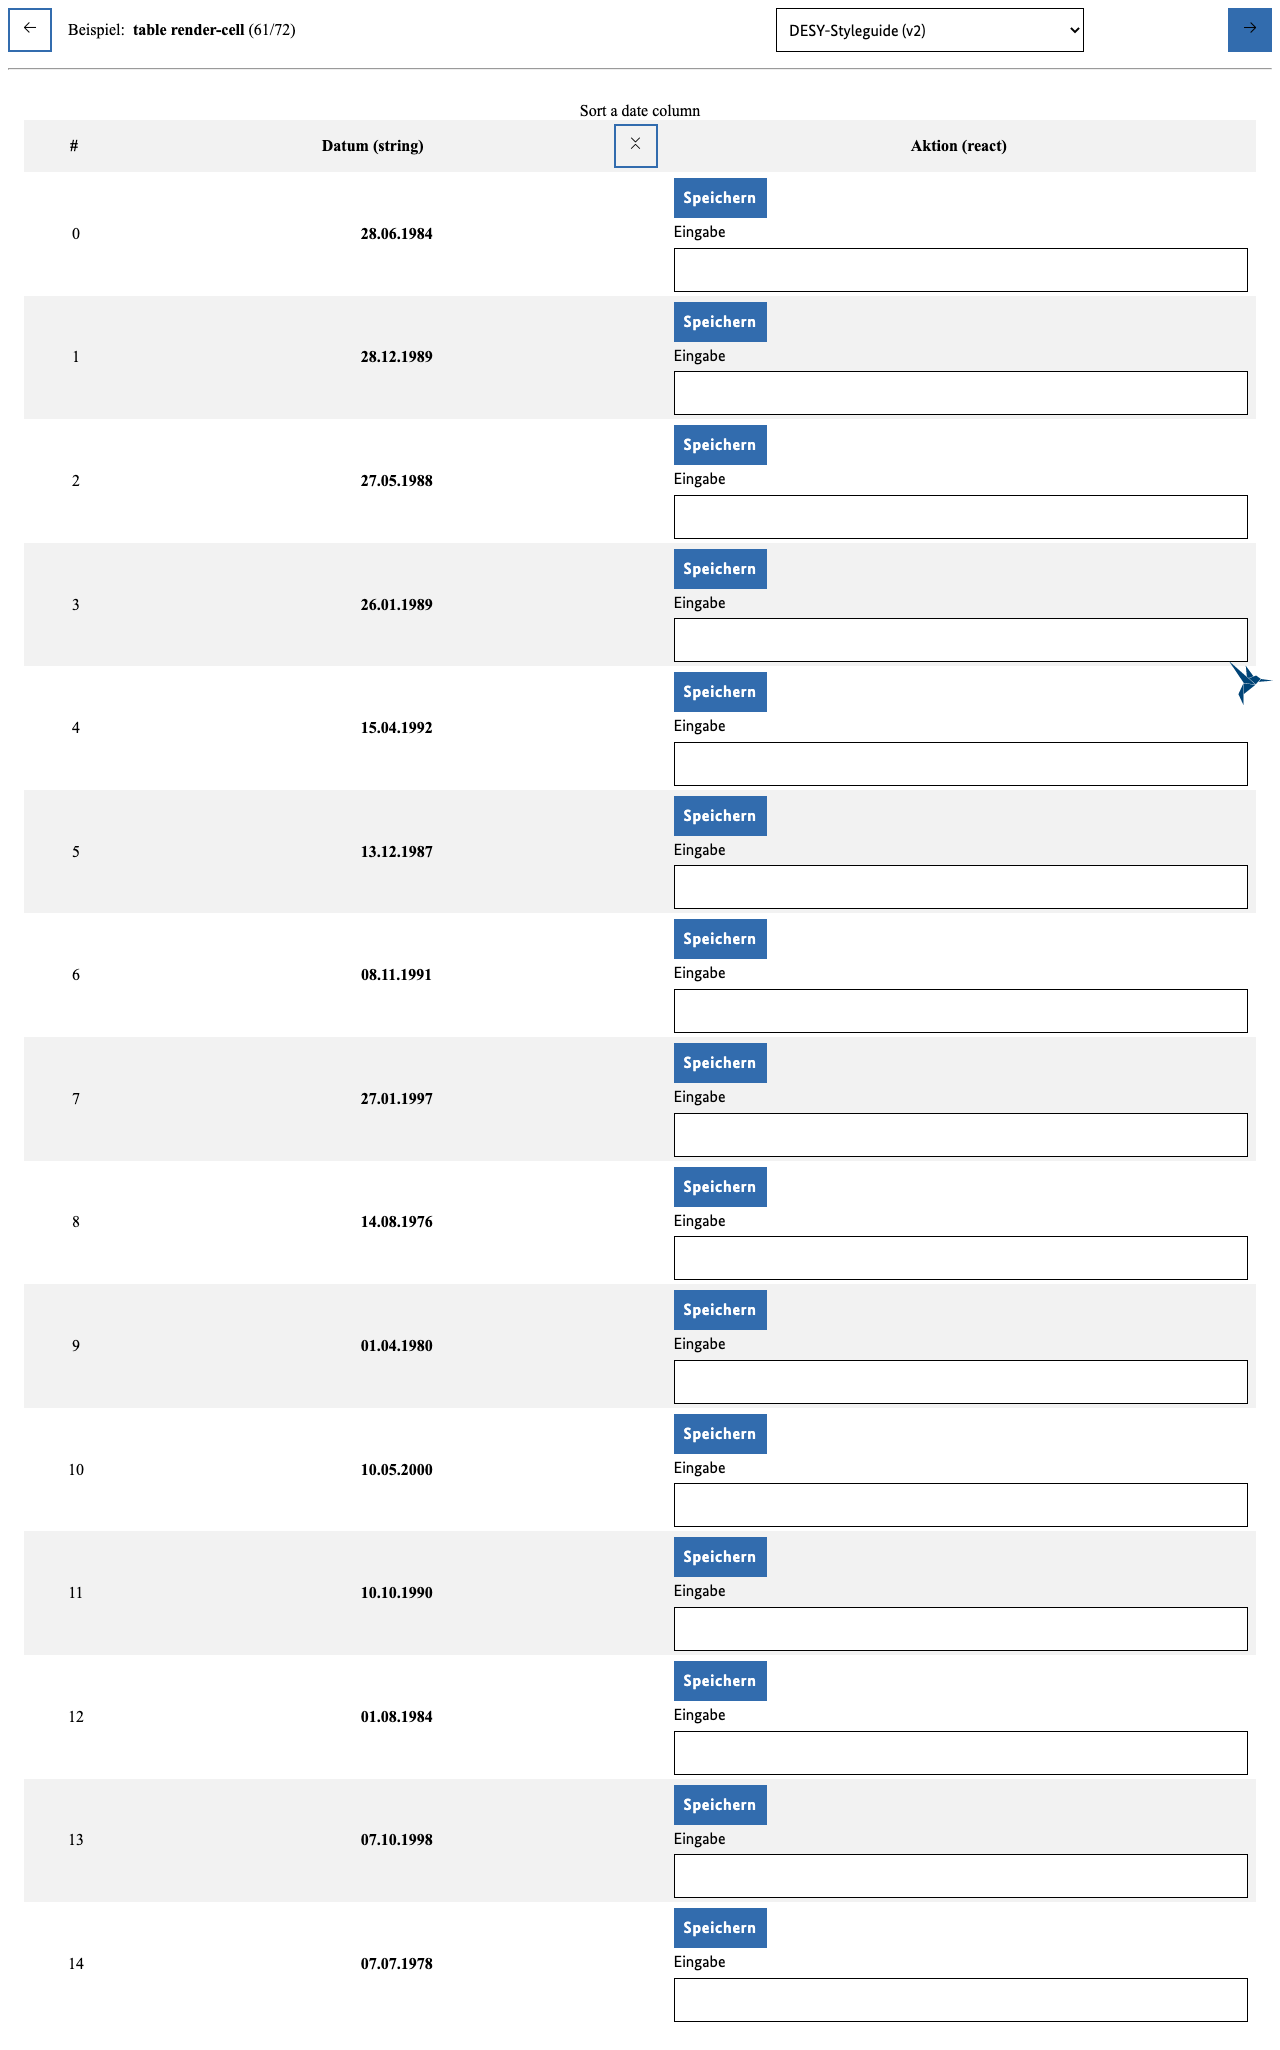 Beispiel: table render-cell (61/72)
DESY-Styleguide (v2)
Sort a date column
# Datum (string) Aktion (react)
Speichern
0 28.06.1984 Eingabe
Speichern
1 28.12.1989 Eingabe
Speichern
2 27.05.1988 Eingabe
Speichern
3 26.01.1989 Eingabe
Speichern
4 15.04.1992 Eingabe
Speichern
5 13.12.1987 Eingabe
Speichern
6 08.11.1991 Eingabe
Speichern
7 27.01.1997 Eingabe
Speichern
8 14.08.1976 Eingabe
Speichern
9 01.04.1980 Eingabe
Speichern
10 10.05.2000 Eingabe
Speichern
11 10.10.1990 Eingabe
Speichern
12 01.08.1984 Eingabe
Speichern
13 07.10.1998 Eingabe
Speichern
14 07.07.1978 Eingabe